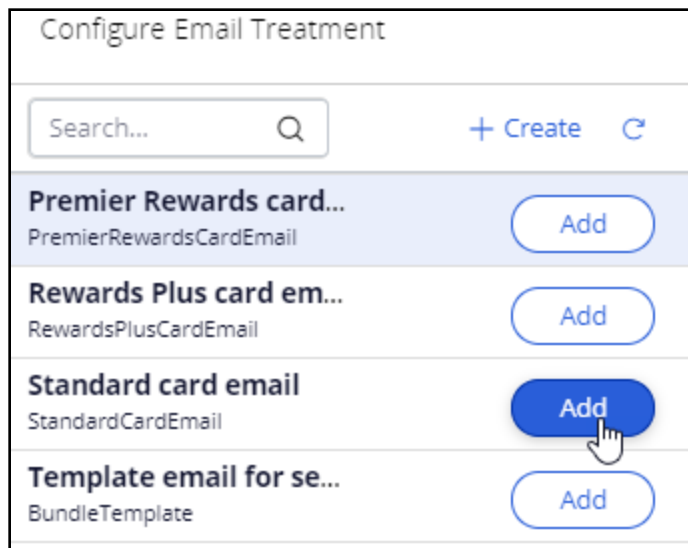 Configure Email Treatment
Search...
+ Create
Premier Rewards card...
PremierRewardsCardEmail
Add
Rewards Plus card em...
RewardsPlusCardEmail
Add
Standard card email
StandardCardEmail
Add
Template email for se...
BundleTemplate
Add